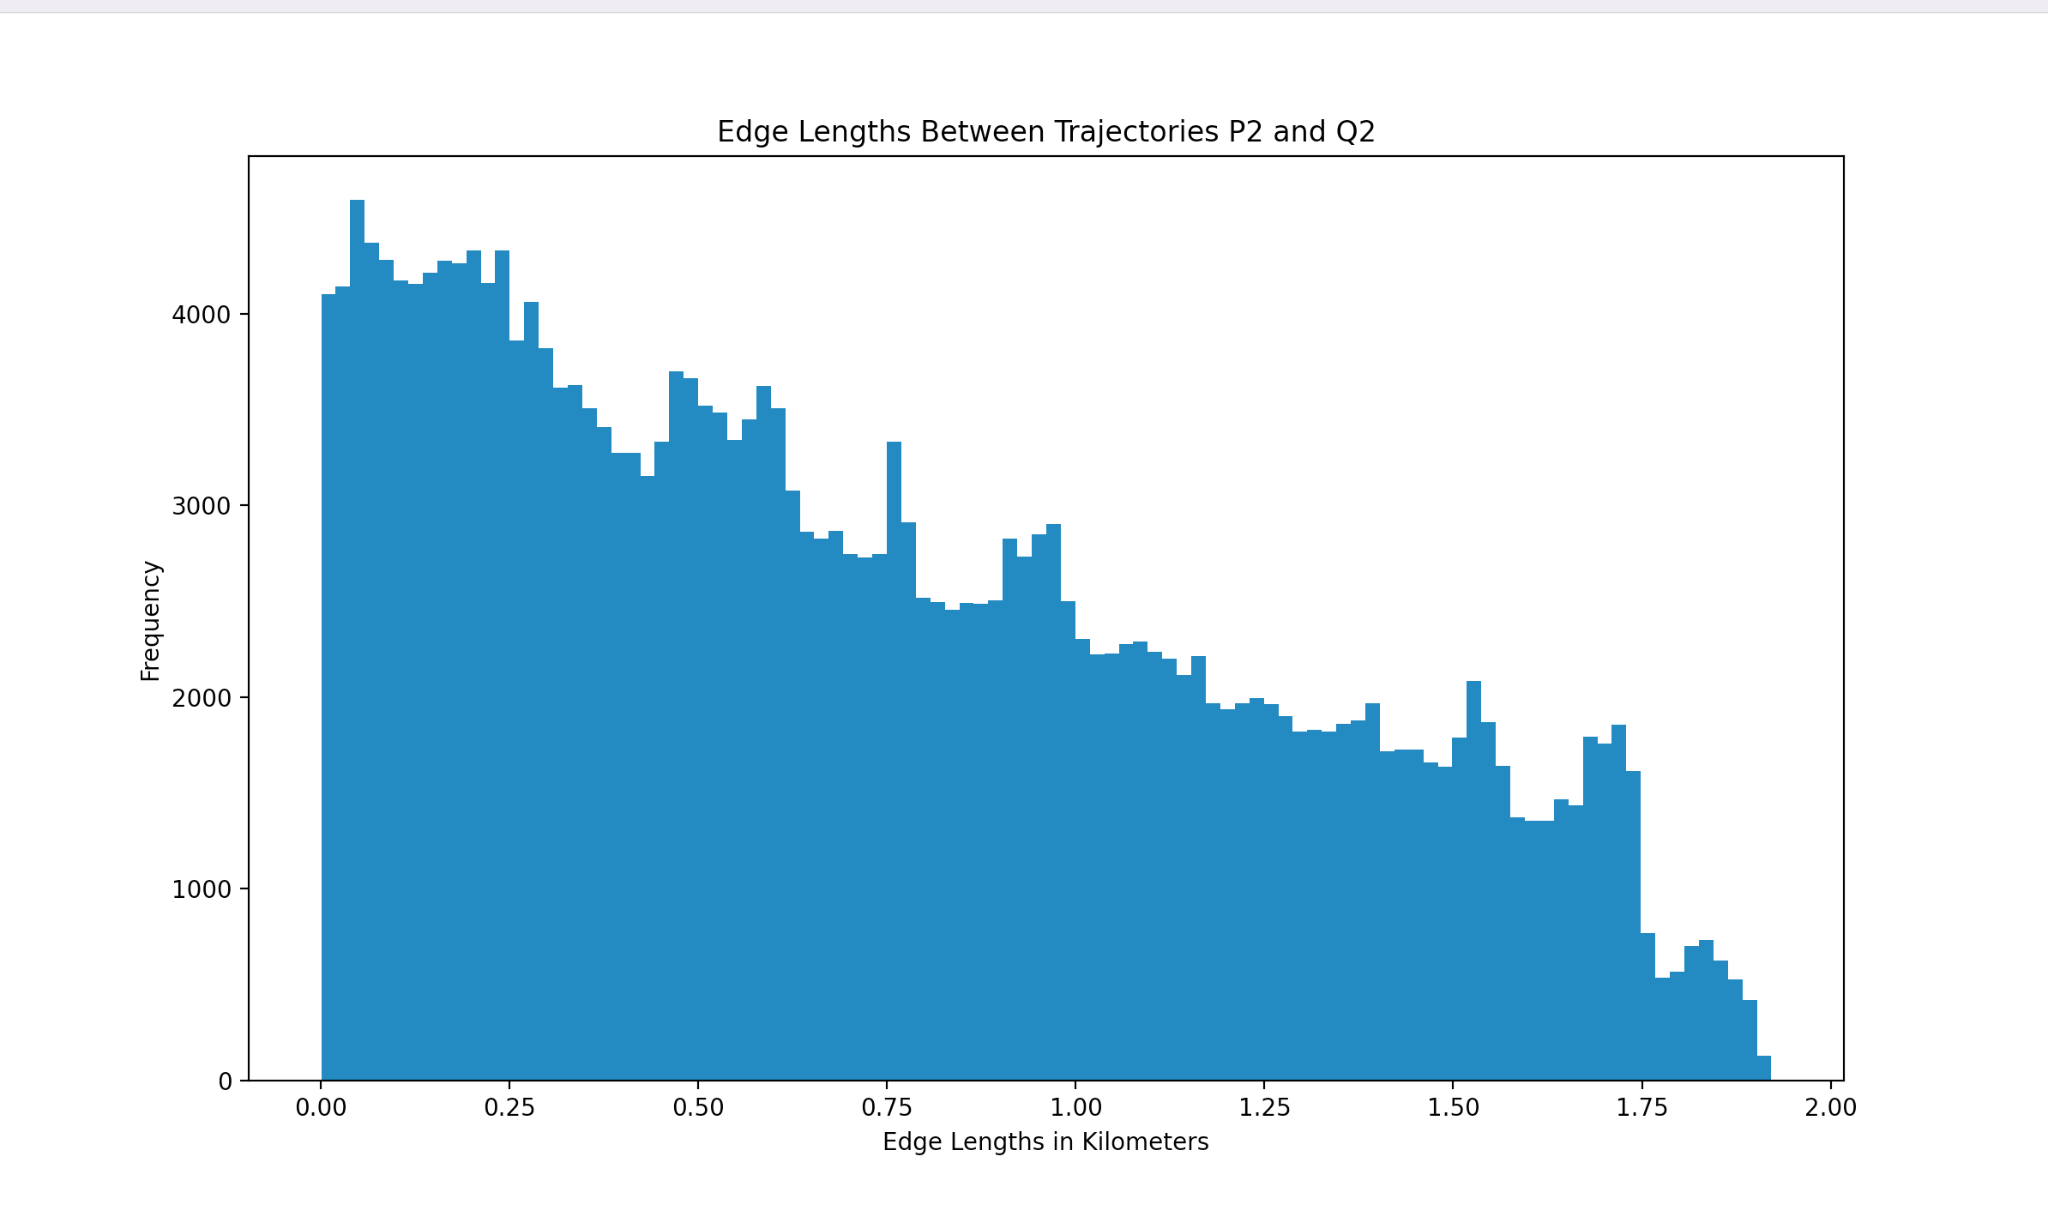 Edge Lengths Between Trajectories P2 and Q2
4000
3000
2000
1000
0
Frequency
0.00 0.25 0.50 0.75 1.00 1.25 1.50 1.75 2.00
Edge Lengths in Kilometers